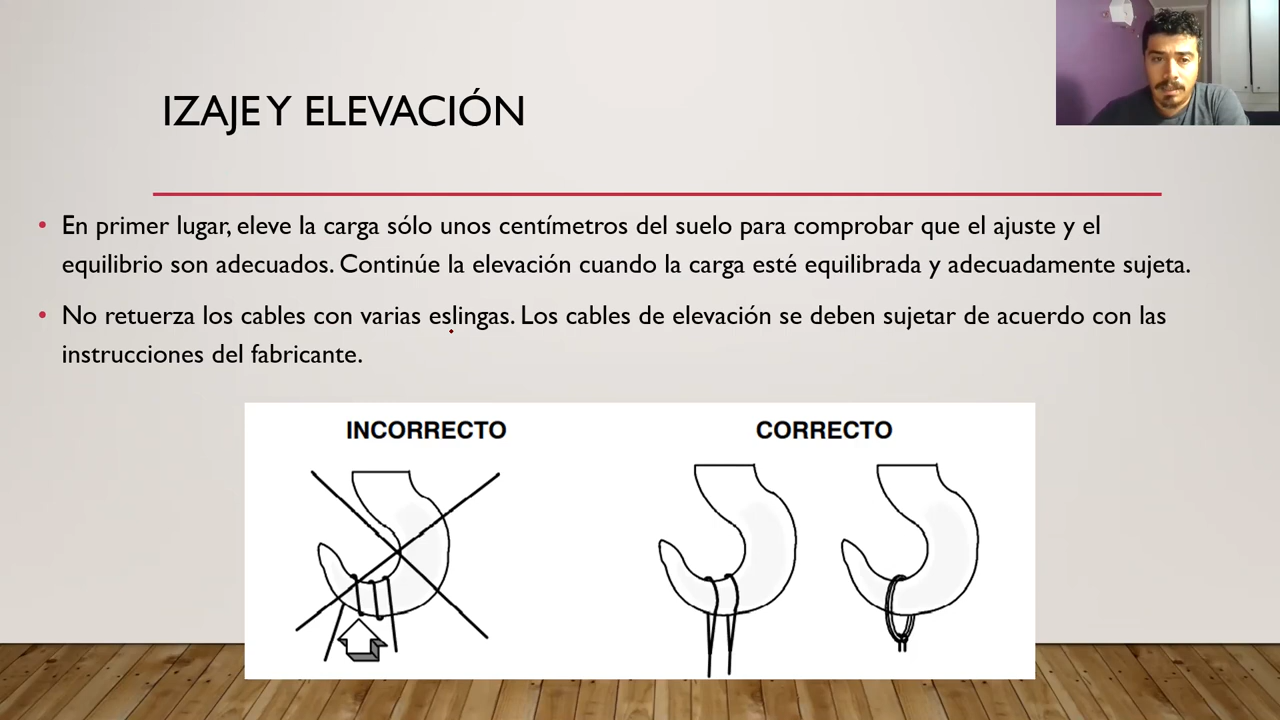 IZAJE Y ELEVACIÓN
• En primer lugar, eleve la carga sólo unos centímetros del suelo para comprobar que el ajuste y el
equilibrio son adecuados. Continúe la elevación cuando la carga esté equilibrada y adecuadamente sujeta.
• No retuerza los cables con varias eslingas. Los cables de elevación se deben sujetar de acuerdo con las
instrucciones del fabricante.
INCORRECTO
CORRECTO